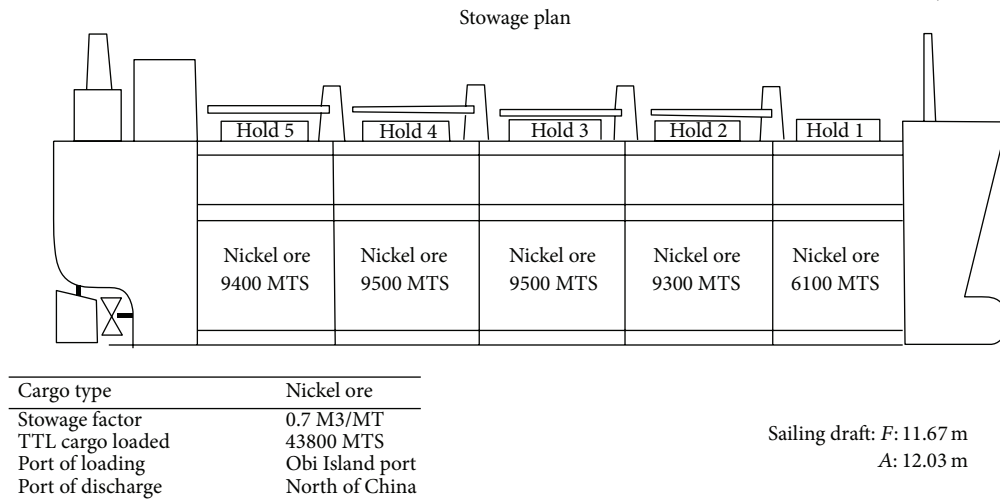 Stowage plan
Hold 5 Hold 4 Hold 3 Hold 2 Hold 1
Nickel ore Nickel ore Nickel ore Nickel ore Nickel ore
9400 MTS 9500 MTS 9500 MTS 9300 MTS 6100 MTS
Cargo type Nickel ore
Stowage factor 0.7 M3/MT
TTL cargo loaded 43800 MTS
Port of loading Obi Island port
Port of discharge North of China
Sailing draft: F: 11.67 m
A: 12.03 m